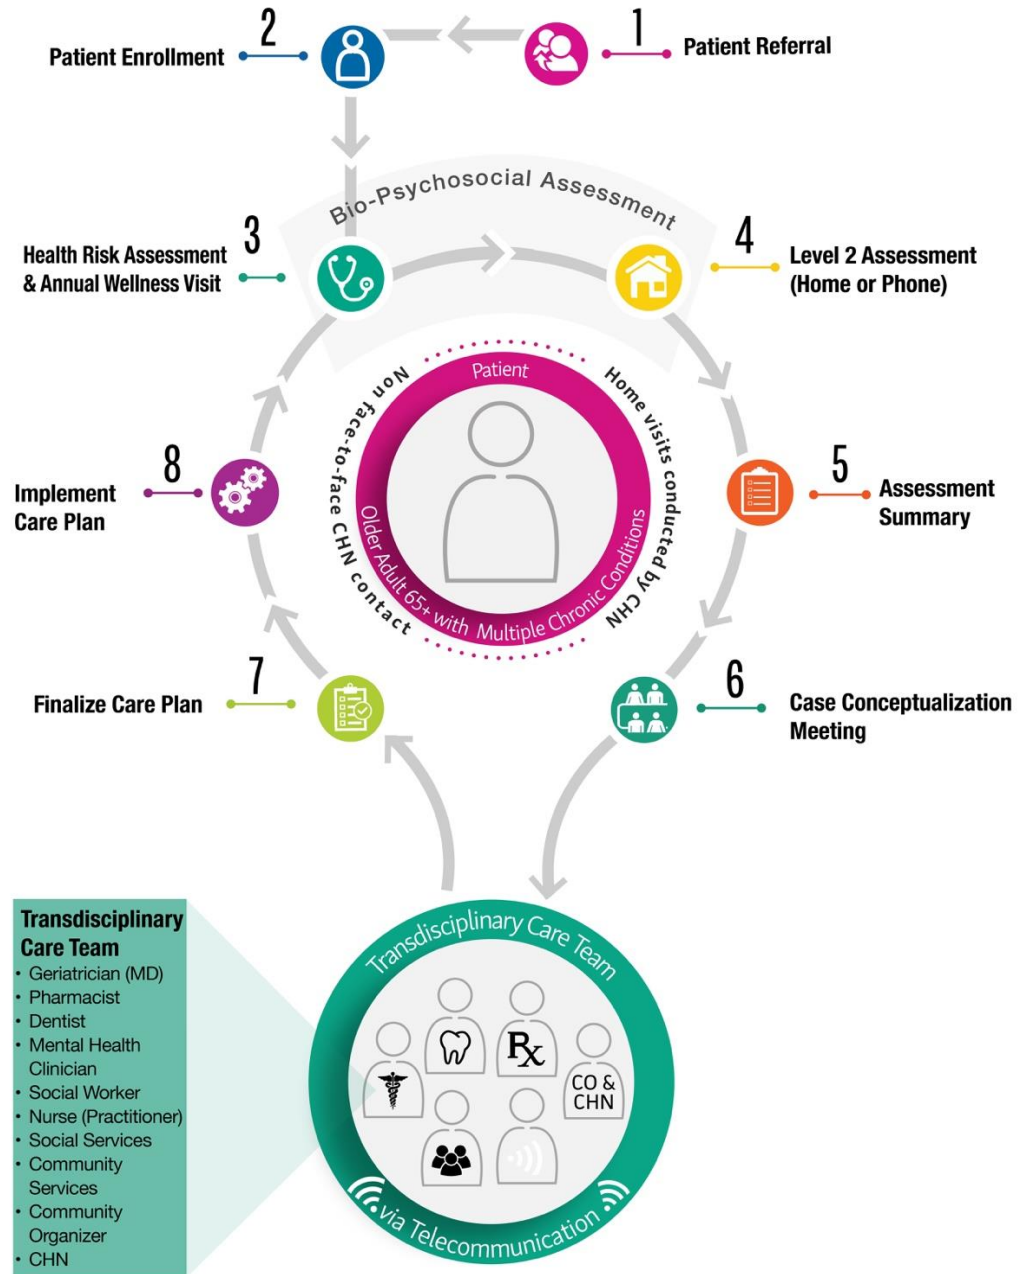 1
Patient Referral
2
Patient Enrollment
Bio-Psychosocial Assessment
3
Health Risk Assessment
& Annual Wellness Visit
4
Level 2 Assessment
(Home or Phone)
Patient
Older Adult 65+ with Multiple Chronic Conditions
Non face-to-face CHN contact
Home visits conducted by CHN
5
Assessment
Summary
6
Case Conceptualization
Meeting
7
Finalize Care Plan
8
Implement
Care Plan
Transdisciplinary
Care Team
• Geriatrician (MD)
• Pharmacist
• Dentist
• Mental Health
Clinician
• Social Worker
• Nurse (Practitioner)
• Social Services
• Community
Services
• Community
Organizer
• CHN
Transdisciplinary Care Team
Rx
CO &
CHN
via Telecommunication